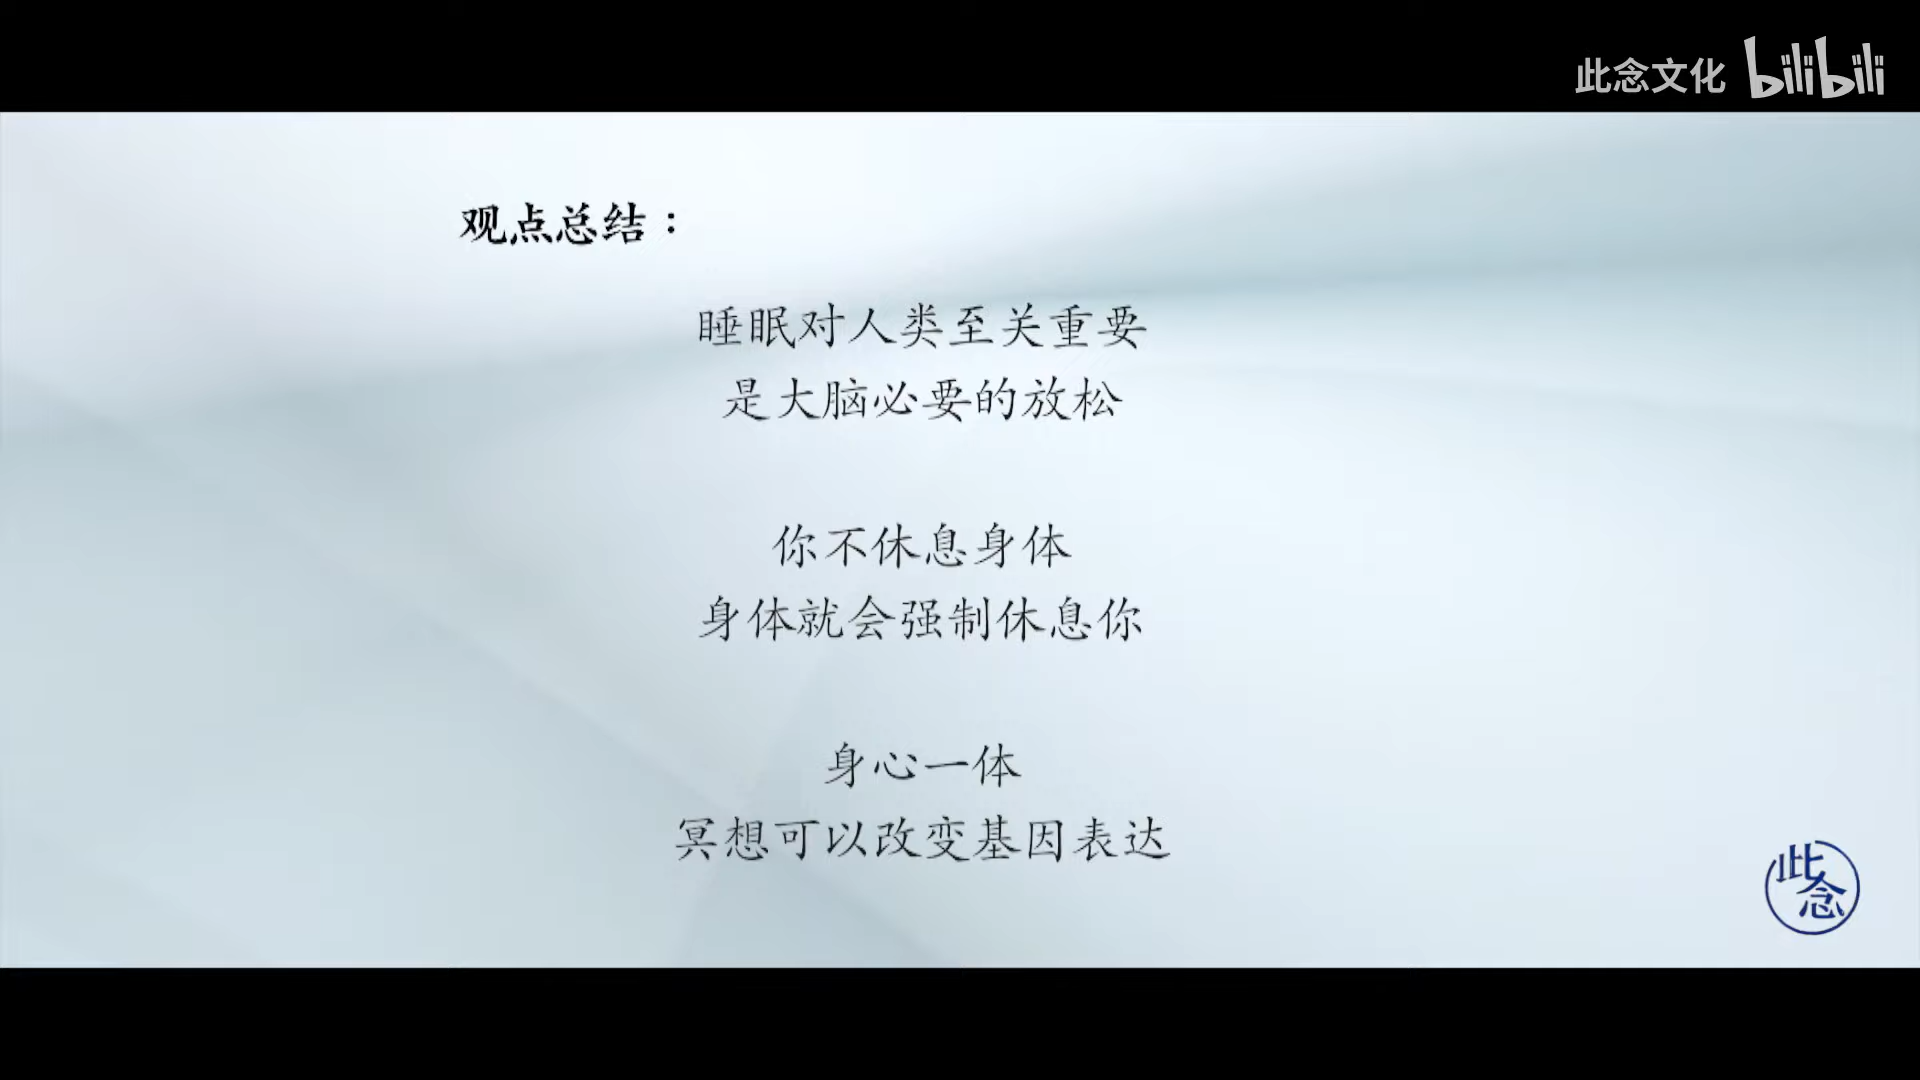 此念文化 bilibili
观点总结：
睡眠对人类至关重要
是大脑必要的放松
你不休息身体
身体就会强制休息你
身心一体
冥想可以改变基因表达
此念